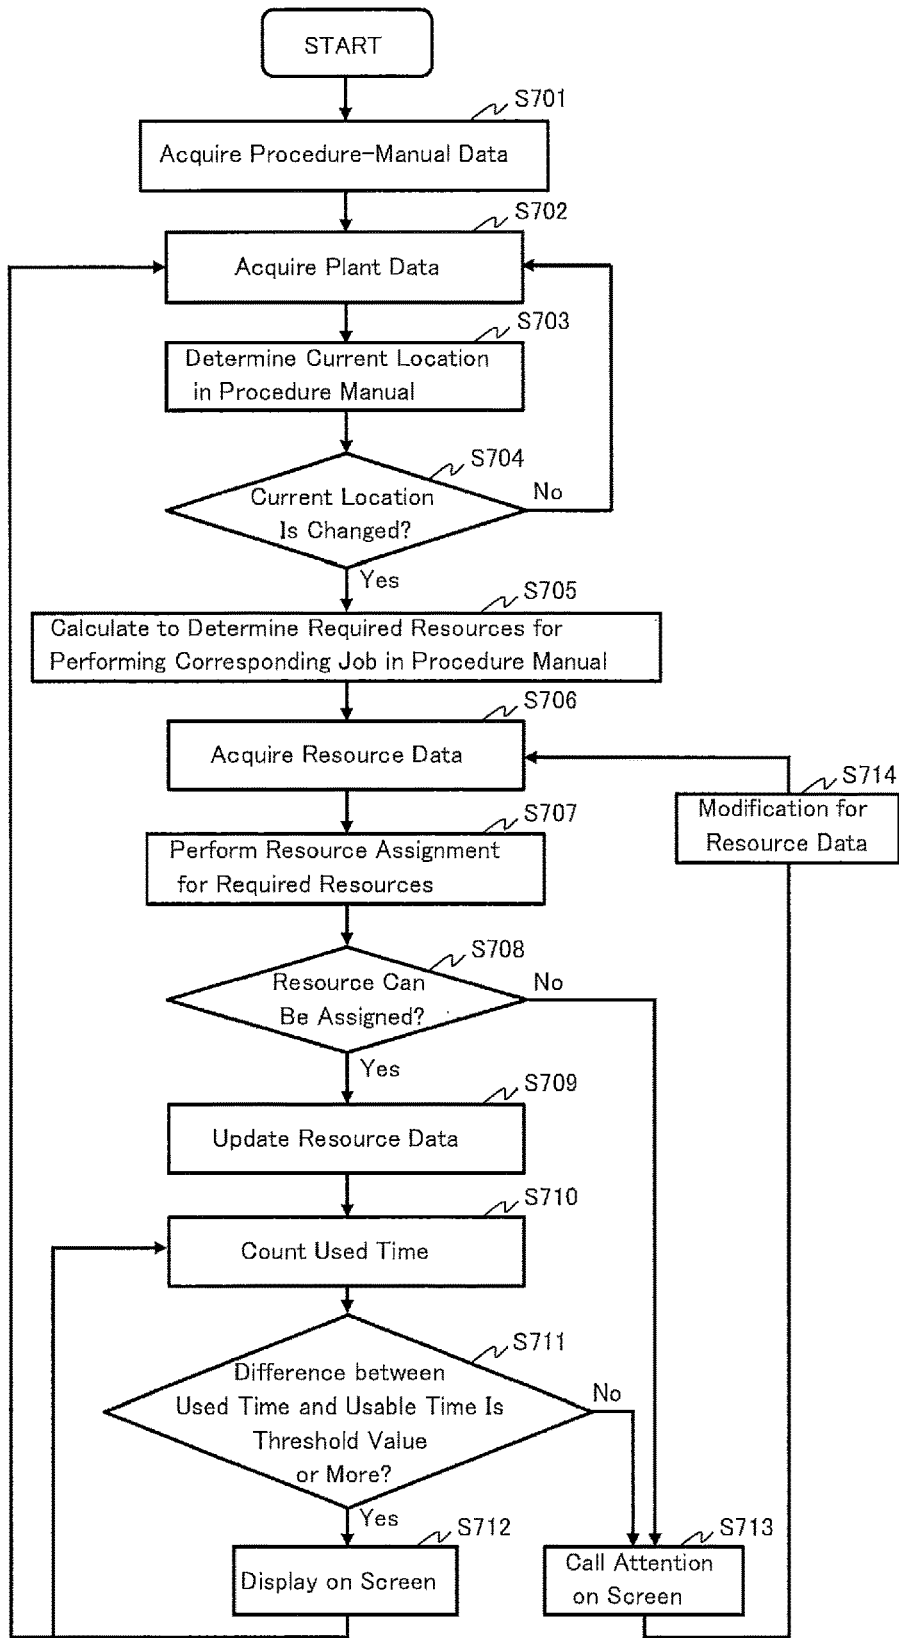 START
S701
Acquire Procedure-Manual Data
S702
Acquire Plant Data
S703
Determine Current Location
in Procedure Manual
S704
Current Location
Is Changed?
No
Yes
S705
Calculate to Determine Required Resources for
Performing Corresponding Job in Procedure Manual
S706
Acquire Resource Data
S714
Modification for
Resource Data
S707
Perform Resource Assignment
for Required Resources
S708
Resource Can
Be Assigned?
No
Yes
S709
Update Resource Data
S710
Count Used Time
S711
Difference between
Used Time and Usable Time Is
Threshold Value
or More?
No
Yes
S712
Display on Screen
S713
Call Attention
on Screen